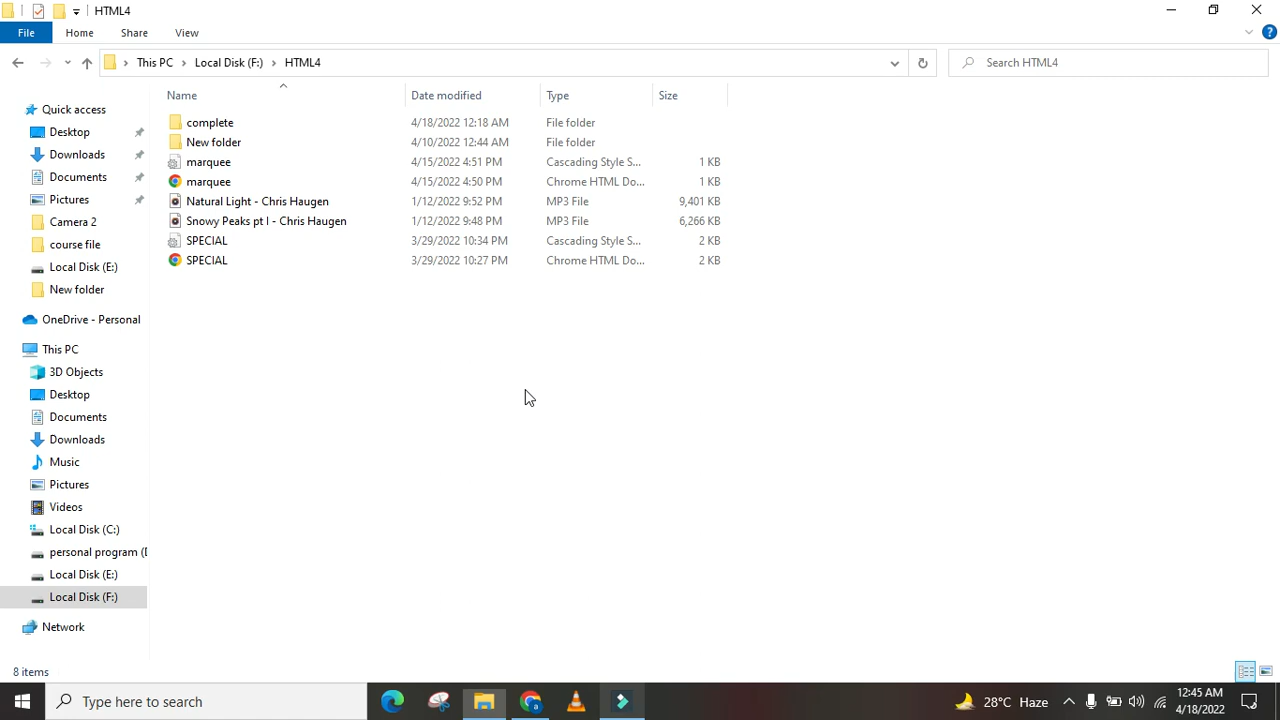 HTML4
File Home Share View
This PC Local Disk (F:) HTML4 Search HTML4
Name Date modified Type Size
Quick access
Desktop
Downloads
Documents
Pictures
Camera 2
course file
Local Disk (E:)
New folder
OneDrive - Personal
This PC
3D Objects
Desktop
Documents
Downloads
Music
Pictures
Videos
Local Disk (C:)
personal program (
Local Disk (E:)
Local Disk (F:)
Network
complete 4/18/2022 12:18 AM File folder
New folder 4/10/2022 12:44 AM File folder
marquee 4/15/2022 4:51 PM Cascading Style S... 1 KB
marquee 4/15/2022 4:50 PM Chrome HTML Do... 1 KB
Natural Light - Chris Haugen 1/12/2022 9:52 PM MP3 File 9,401 KB
Snowy Peaks pt I - Chris Haugen 1/12/2022 9:48 PM MP3 File 6,266 KB
SPECIAL 3/29/2022 10:34 PM Cascading Style S... 2 KB
SPECIAL 3/29/2022 10:27 PM Chrome HTML Do... 2 KB
8 items
Type here to search
28°C Haze
12:45 AM
4/18/2022